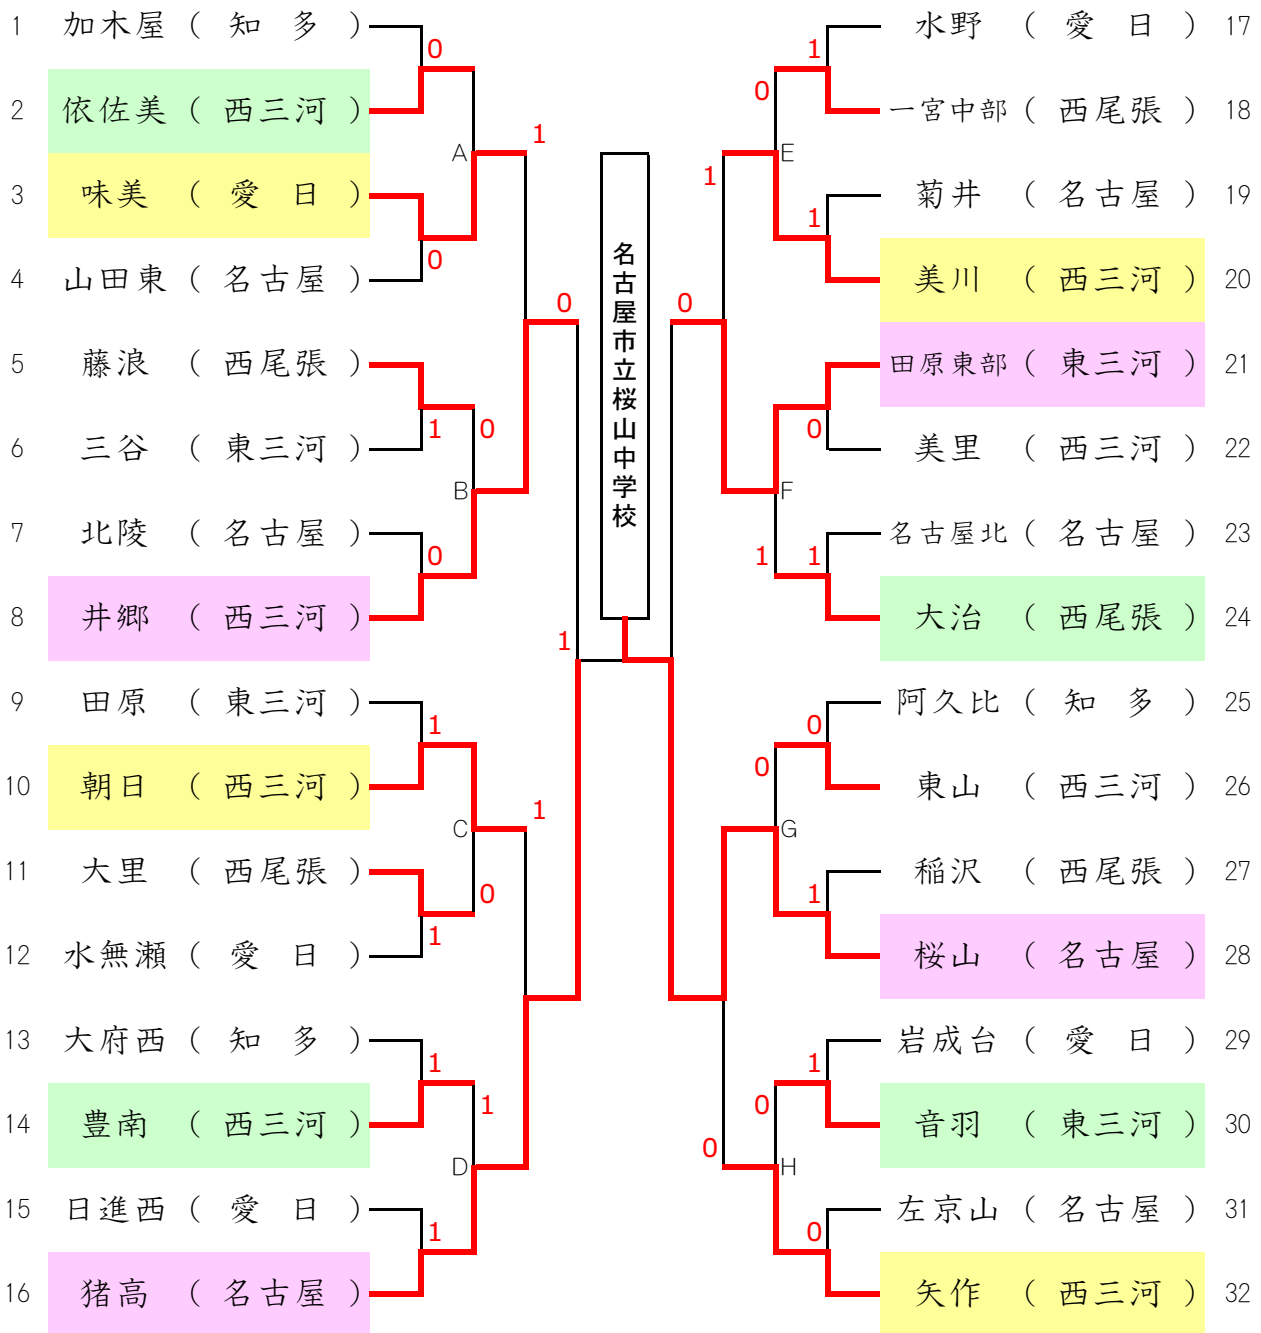 1 加木屋 ( 知 多 )
0
2 依佐美 ( 西三河 )
A
1
3 味美 ( 愛 日 )
0
4 山田東 ( 名古屋 )
0
5 藤浪 ( 西尾張 )
1
0
6 三谷 ( 東三河 )
B
7 北陵 ( 名古屋 )
0
8 井郷 ( 西三河 )
1
9 田原 ( 東三河 )
1
10 朝日 ( 西三河 )
C
1
11 大里 ( 西尾張 )
0
1
12 水無瀬 ( 愛 日 )
13 大府西 ( 知 多 )
1
14 豊南 ( 西三河 )
1
D
15 日進西 ( 愛 日 )
1
16 猪高 ( 名古屋 )
名古屋市立桜山中学校
水野 ( 愛 日 ) 17
1
0
一宮中部 ( 西尾張 ) 18
E
1
菊井 ( 名古屋 ) 19
1
美川 ( 西三河 ) 20
0
田原東部 ( 東三河 ) 21
0
美里 ( 西三河 ) 22
F
名古屋北 ( 名古屋 ) 23
1
1
大治 ( 西尾張 ) 24
阿久比 ( 知 多 ) 25
0
0
東山 ( 西三河 ) 26
G
稲沢 ( 西尾張 ) 27
1
桜山 ( 名古屋 ) 28
岩成台 ( 愛 日 ) 29
1
0
音羽 ( 東三河 ) 30
0
H
左京山 ( 名古屋 ) 31
0
矢作 ( 西三河 ) 32